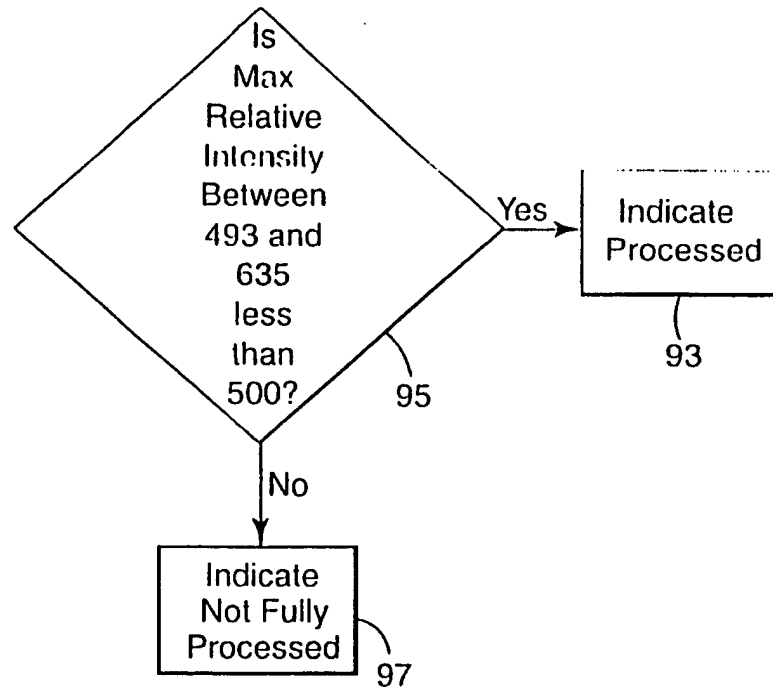 Is
Max
Relative
Intensity
Between
493 and
635
less
than
500?
Yes
Indicate
Processed
93
95
No
Indicate
Not Fully
Processed
97